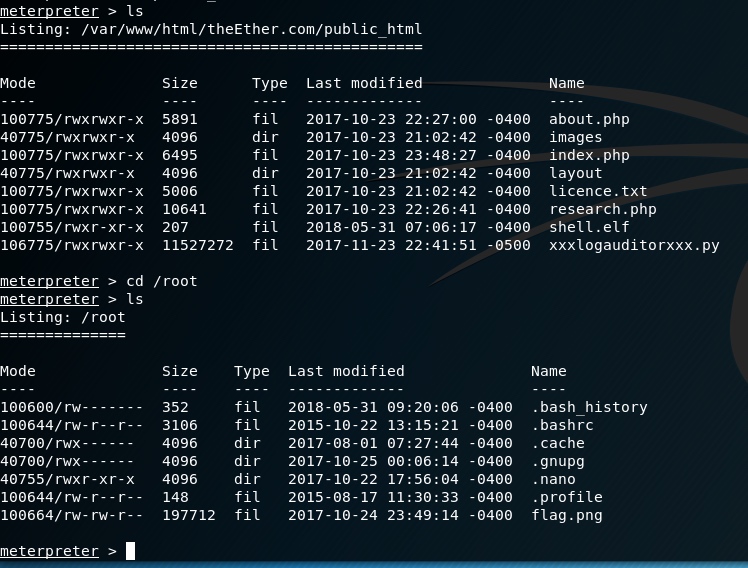 meterpreter > ls
Listing: /var/www/html/theEther.com/public_html
===============================================
Mode              Size      Type  Last modified              Name
----              ----      ----  -------------              ----
100775/rwxrwxr-x  5891      fil   2017-10-23 22:27:00 -0400  about.php
40775/rwxrwxr-x   4096      dir   2017-10-23 21:02:42 -0400  images
100775/rwxrwxr-x  6495      fil   2017-10-23 23:48:27 -0400  index.php
40775/rwxrwxr-x   4096      dir   2017-10-23 21:02:42 -0400  layout
100775/rwxrwxr-x  5006      fil   2017-10-23 21:02:42 -0400  licence.txt
100775/rwxrwxr-x  10641     fil   2017-10-23 22:26:41 -0400  research.php
100755/rwxr-xr-x  207       fil   2018-05-31 07:06:17 -0400  shell.elf
106775/rwxrwxr-x  11527272  fil   2017-11-23 22:41:51 -0500  xxxlogauditorxxx.py
meterpreter > cd /root
meterpreter > ls
Listing: /root
==============
Mode              Size    Type  Last modified              Name
----              ----    ----  -------------              ----
100600/rw-------  352     fil   2018-05-31 09:20:06 -0400  .bash_history
100644/rw-r--r--  3106    fil   2015-10-22 13:15:21 -0400  .bashrc
40700/rwx------   4096    dir   2017-08-01 07:27:44 -0400  .cache
40700/rwx------   4096    dir   2017-10-25 00:06:14 -0400  .gnupg
40755/rwxr-xr-x   4096    dir   2017-10-22 17:56:04 -0400  .nano
100644/rw-r--r--  148     fil   2015-08-17 11:30:33 -0400  .profile
100664/rw-rw-r--  197712  fil   2017-10-24 23:49:14 -0400  flag.png
meterpreter >